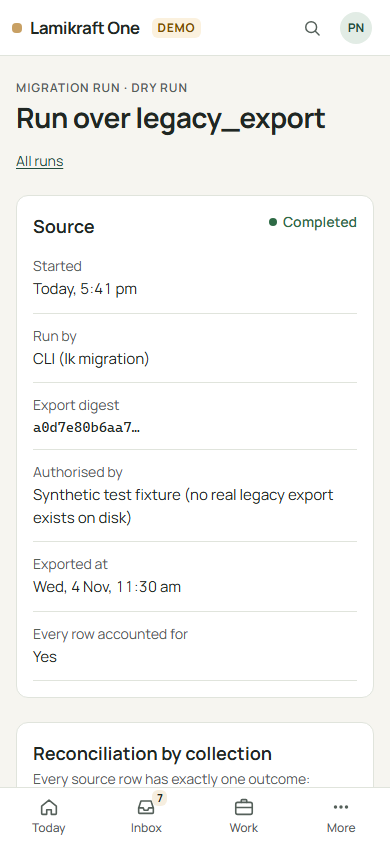 Lamikraft One DEMO PN
MIGRATION RUN · DRY RUN
Run over legacy_export
All runs
Source
Completed
Started
Today, 5:41 pm
Run by
CLI (lk migration)
Export digest
a0d7e80b6aa7…
Authorised by
Synthetic test fixture (no real legacy export
exists on disk)
Exported at
Wed, 4 Nov, 11:30 am
Every row accounted for
Yes
Reconciliation by collection
Every source row has exactly one outcome:
7
Today Inbox Work More